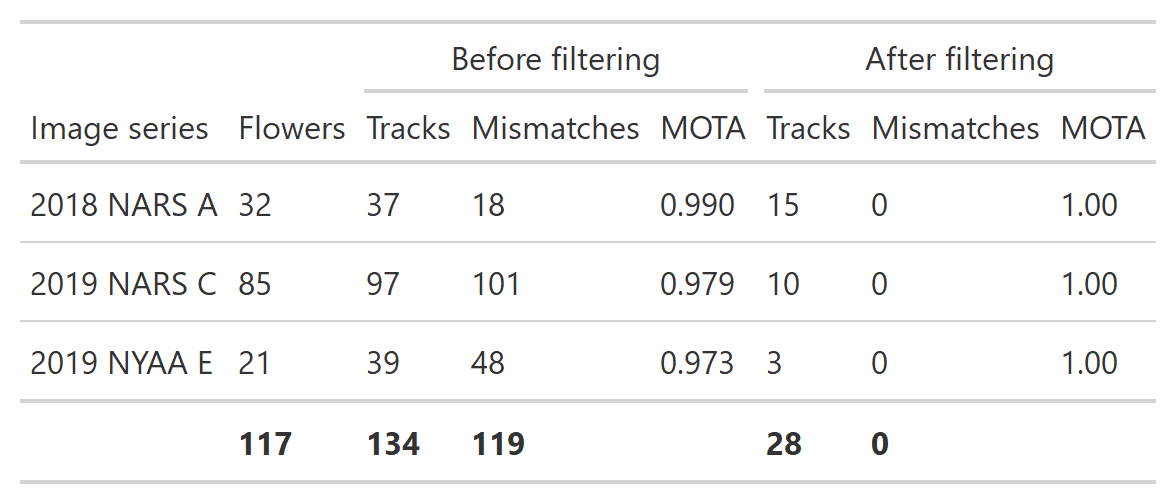 Before filtering After filtering
Image series Flowers Tracks Mismatches MOTA Tracks Mismatches MOTA
2018 NARS A 32 37 18 0.990 15 0 1.00
2019 NARS C 85 97 101 0.979 10 0 1.00
2019 NYAA E 21 39 48 0.973 3 0 1.00
117 134 119 28 0